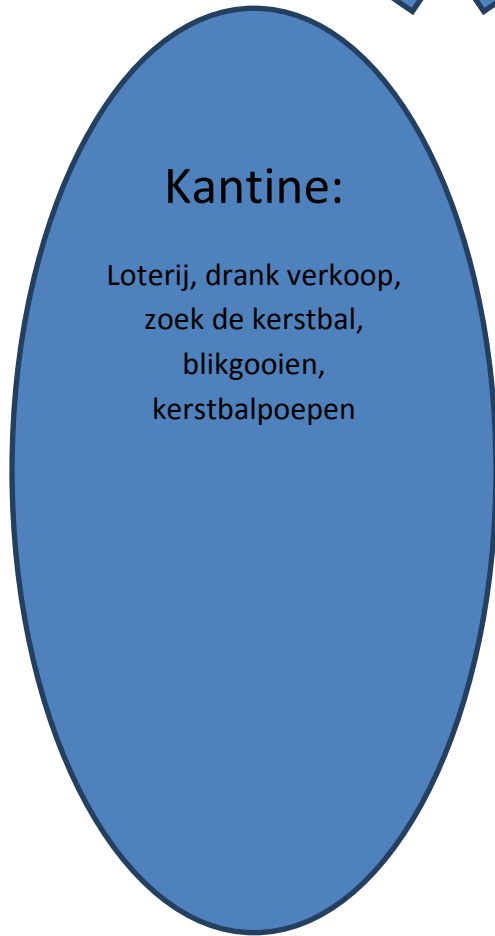 Kantine:
Loterij, drank verkoop,
zoek de kerstbal,
blikgooien,
kerstbalpoepen